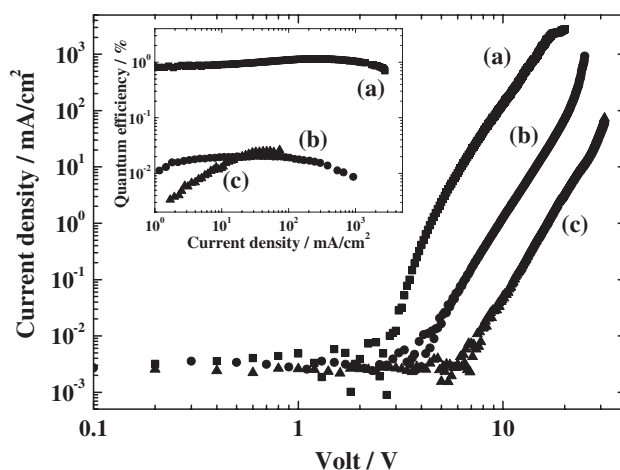 10³
10²
10¹
10⁰
10⁻¹
10⁻²
10⁻³
Current density / mA/cm²
0.1
1
10
Volt / V
(a)
(b)
(c)
10¹
10⁰
10⁻¹
10⁻²
Quantum efficiency / %
10⁰
10¹
10²
10³
Current density / mA/cm²
(a)
(b)
(c)